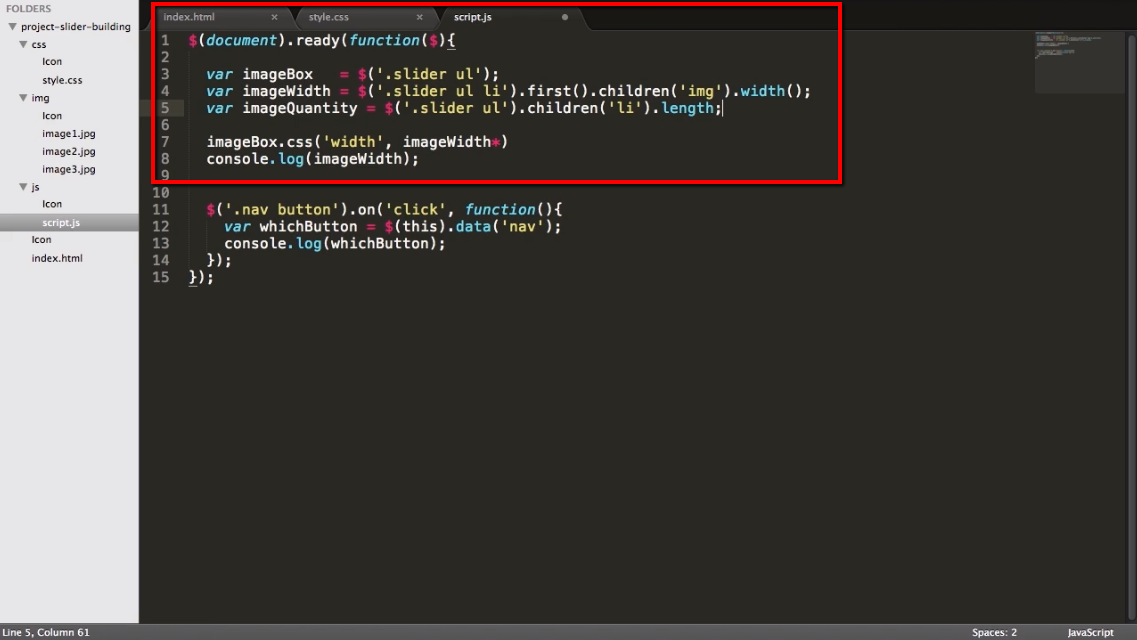 FOLDERS
project-slider-building
css
Icon
style.css
img
Icon
image1.jpg
image2.jpg
image3.jpg
js
Icon
script.js
Icon
index.html
index.html × style.css × script.js
1 $(document).ready(function($){
2
3 var imageBox = $('.slider ul');
4 var imageWidth = $('.slider ul li').first().children('img').width();
5 var imageQuantity = $('.slider ul').children('li').length;
6
7 imageBox.css('width', imageWidth*)
8 console.log(imageWidth);
9
10
11 $('.nav button').on('click', function(){
12 var whichButton = $(this).data('nav');
13 console.log(whichButton);
14 });
15 });
Line 5, Column 61 Spaces: 2 JavaScript